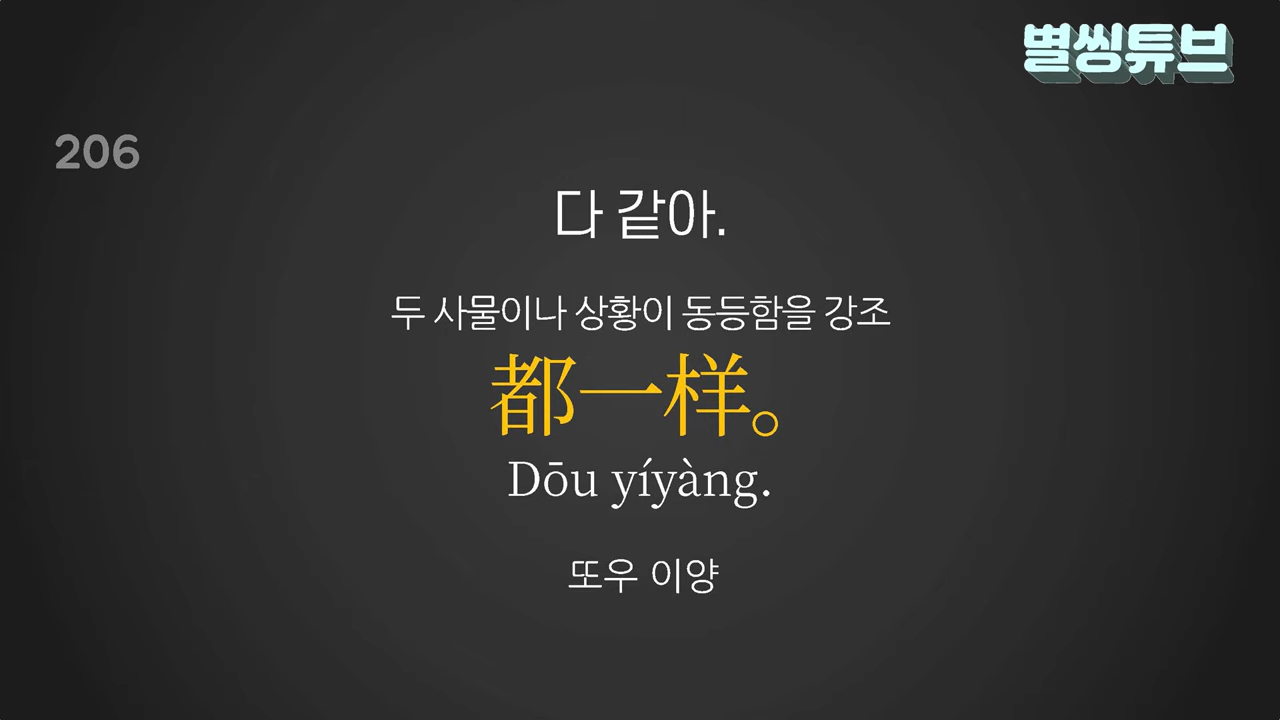 별씽튜브
206
다 같아.
두 사물이나 상황이 동등함을 강조
都一样。
Dōu yíyàng.
또우 이양